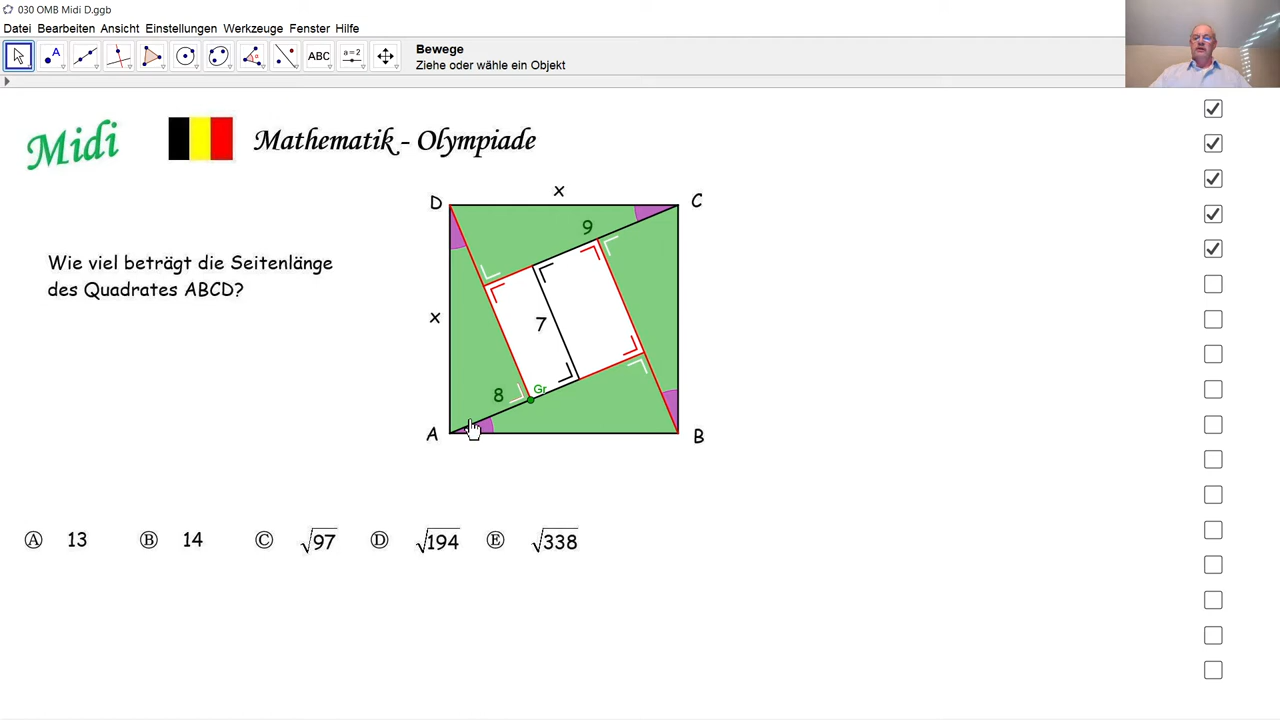 030 OMB Midi D.ggb
Datei Bearbeiten Ansicht Einstellungen Werkzeuge Fenster Hilfe
A
ABC
a=2
Bewege
Ziehe oder wähle ein Objekt
Midi
Mathematik - Olympiade
x
D
C
9
Wie viel beträgt die Seitenlänge
des Quadrates ABCD?
x
7
8
Gr
A
B
Ⓐ 13 Ⓑ 14 Ⓒ √97 Ⓓ √194 Ⓔ √338